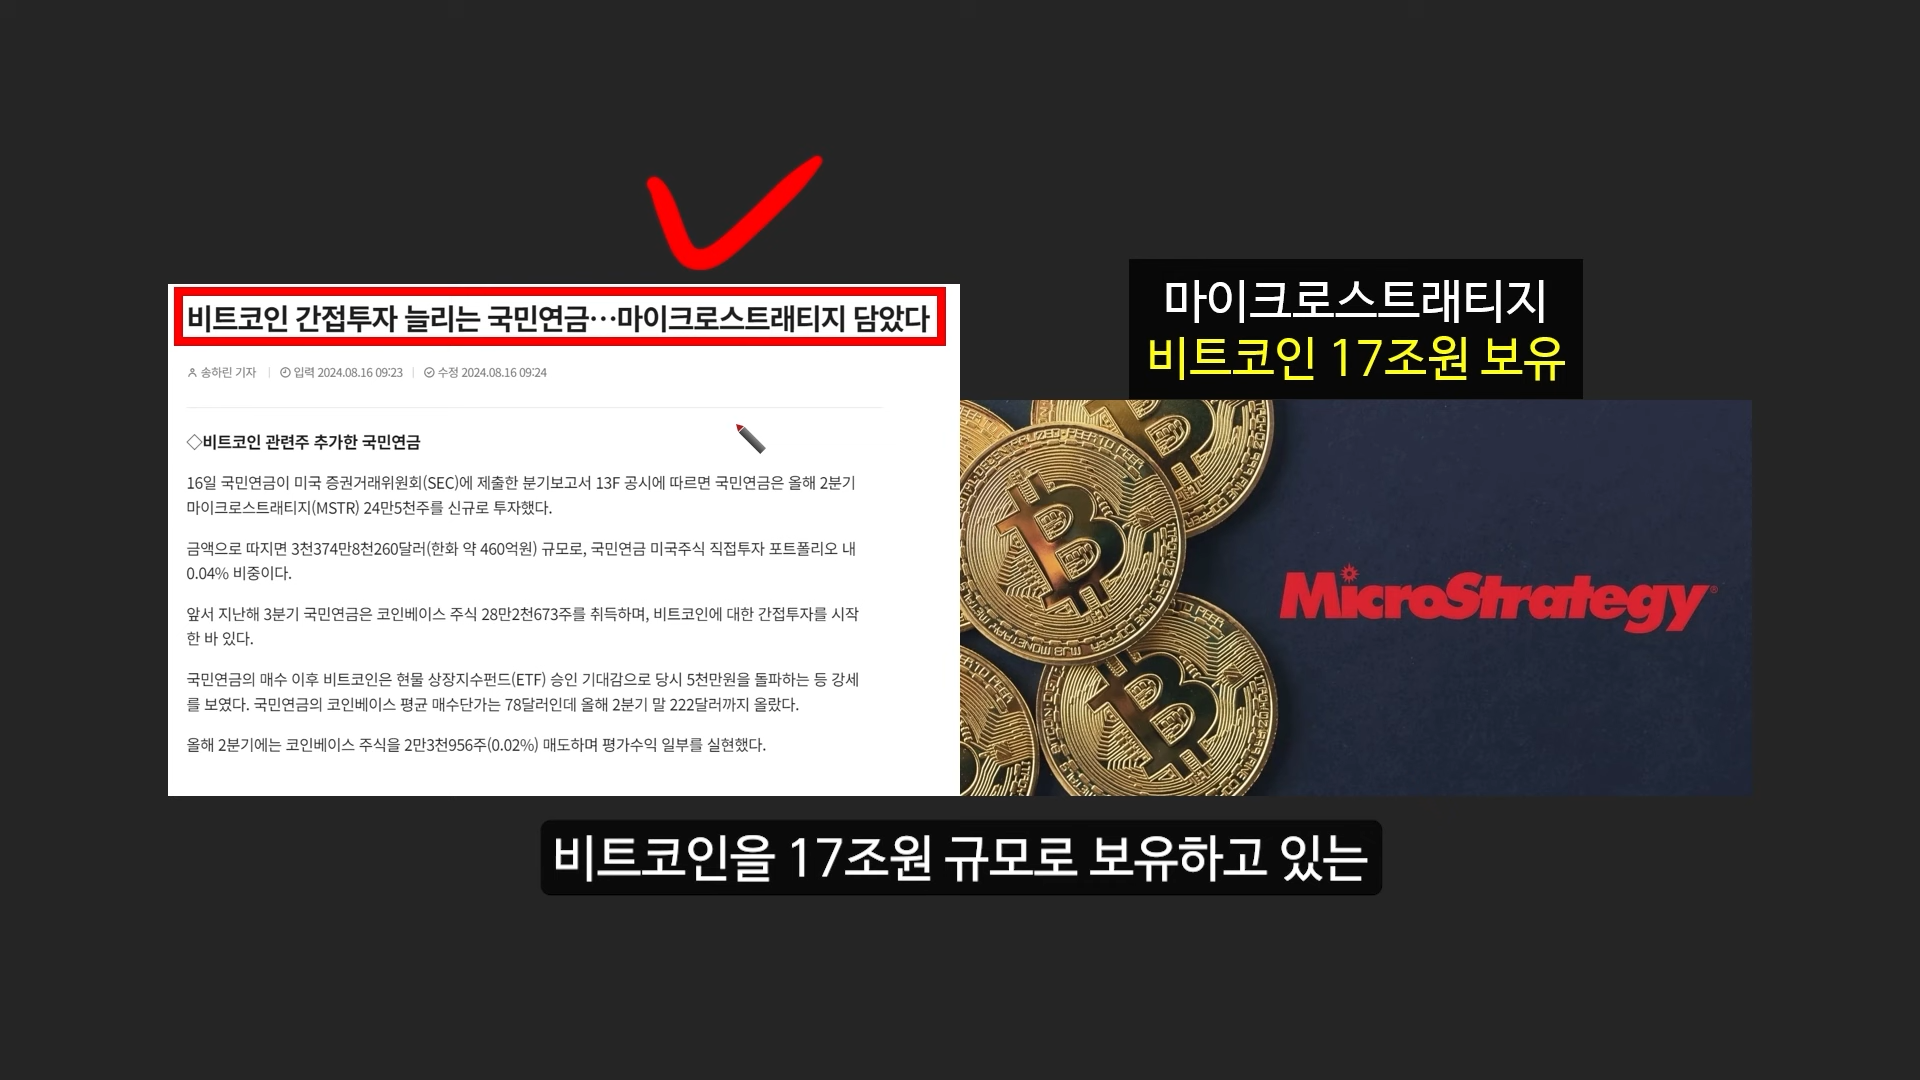 비트코인 간접투자 늘리는 국민연금…마이크로스트래티지 담았다
송하린 기자 | 입력 2024.08.16 09:23 | 수정 2024.08.16 09:24
◇비트코인 관련주 추가한 국민연금
16일 국민연금이 미국 증권거래위원회(SEC)에 제출한 분기보고서 13F 공시에 따르면 국민연금은 올해 2분기
마이크로스트래티지(MSTR) 24만5천주를 신규로 투자했다.
금액으로 따지면 3천374만8천260달러(한화 약 460억원) 규모로, 국민연금 미국주식 직접투자 포트폴리오 내
0.04% 비중이다.
앞서 지난해 3분기 국민연금은 코인베이스 주식 28만2천673주를 취득하며, 비트코인에 대한 간접투자를 시작
한 바 있다.
국민연금의 매수 이후 비트코인은 현물 상장지수펀드(ETF) 승인 기대감으로 당시 5천만원을 돌파하는 등 강세
를 보였다. 국민연금의 코인베이스 평균 매수단가는 78달러인데 올해 2분기 말 222달러까지 올랐다.
올해 2분기에는 코인베이스 주식을 2만3천956주(0.02%) 매도하며 평가수익 일부를 실현했다.
마이크로스트래티지
비트코인 17조원 보유
MicroStrategy®
비트코인을 17조원 규모로 보유하고 있는